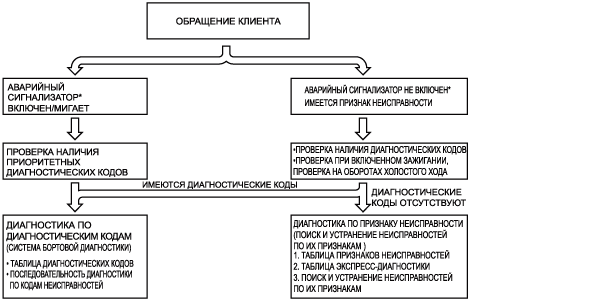 ОБРАЩЕНИЕ КЛИЕНТА
АВАРИЙНЫЙ
СИГНАЛИЗАТОР*
ВКЛЮЧЕН/МИГАЕТ
АВАРИЙНЫЙ СИГНАЛИЗАТОР НЕ ВКЛЮЧЕН*
ИМЕЕТСЯ ПРИЗНАК НЕИСПРАВНОСТИ
ПРОВЕРКА НАЛИЧИЯ
ПРИОРИТЕТНЫХ
ДИАГНОСТИЧЕСКИХ КОДОВ
•ПРОВЕРКА НАЛИЧИЯ ДИАГНОСТИЧЕСКИХ КОДОВ
•ПРОВЕРКА ПРИ ВКЛЮЧЕННОМ ЗАЖИГАНИИ,
ПРОВЕРКА НА ОБОРОТАХ ХОЛОСТОГО ХОДА
ИМЕЮТСЯ ДИАГНОСТИЧЕСКИЕ КОДЫ
ДИАГНОСТИЧЕСКИЕ
КОДЫ ОТСУТСТВУЮТ
ДИАГНОСТИКА ПО
ДИАГНОСТИЧЕСКИМ КОДАМ
(СИСТЕМА БОРТОВОЙ ДИАГНОСТИКИ)
• ТАБЛИЦА ДИАГНОСТИЧЕСКИХ КОДОВ
• ПОСЛЕДОВАТЕЛЬНОСТЬ ДИАГНОСТИКИ
ПО КОДАМ НЕИСПРАВНОСТЕЙ
ДИАГНОСТИКА ПО ПРИЗНАКУ НЕИСПРАВНОСТИ
(ПОИСК И УСТРАНЕНИЕ НЕИСПРАВНОСТЕЙ
ПО ИХ ПРИЗНАКАМ )
1. ТАБЛИЦА ПРИЗНАКОВ НЕИСПРАВНОСТЕЙ
2. ТАБЛИЦА ЭКСПРЕСС-ДИАГНОСТИКИ
3. ПОИСК И УСТРАНЕНИЕ НЕИСПРАВНОСТЕЙ
ПО ИХ ПРИЗНАКАМ